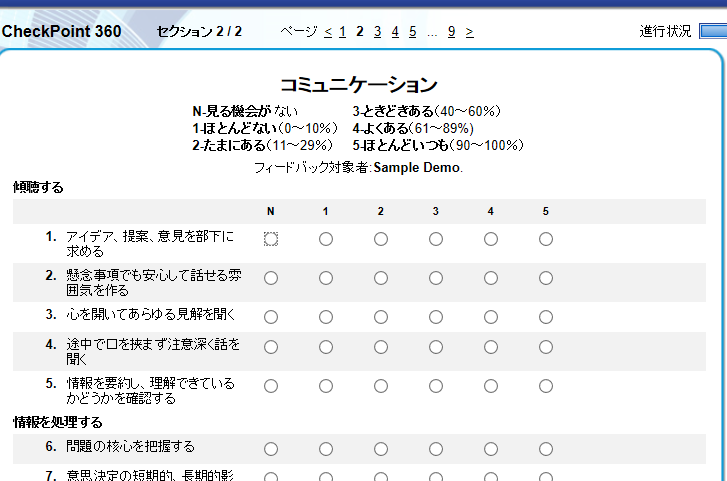 CheckPoint 360 セクション 2 / 2 ページ < 1 2 3 4 5 ... 9 > 進行状況
コミュニケーション
N-見る機会がない 3-ときどきある(40～60%)
1-ほとんどない(0～10%) 4-よくある(61～89%)
2-たまにある(11～29%) 5-ほとんどいつも(90～100%)
フィードバック対象者:Sample Demo.
傾聴する
N 1 2 3 4 5
1. アイデア、提案、意見を部下に
求める
2. 懸念事項でも安心して話せる雰
囲気を作る
3. 心を開いてあらゆる見解を聞く
4. 途中で口を挟まず注意深く話を
聞く
5. 情報を要約し、理解できている
かどうかを確認する
情報を処理する
6. 問題の核心を把握する
7. 意思決定の短期的、長期的影